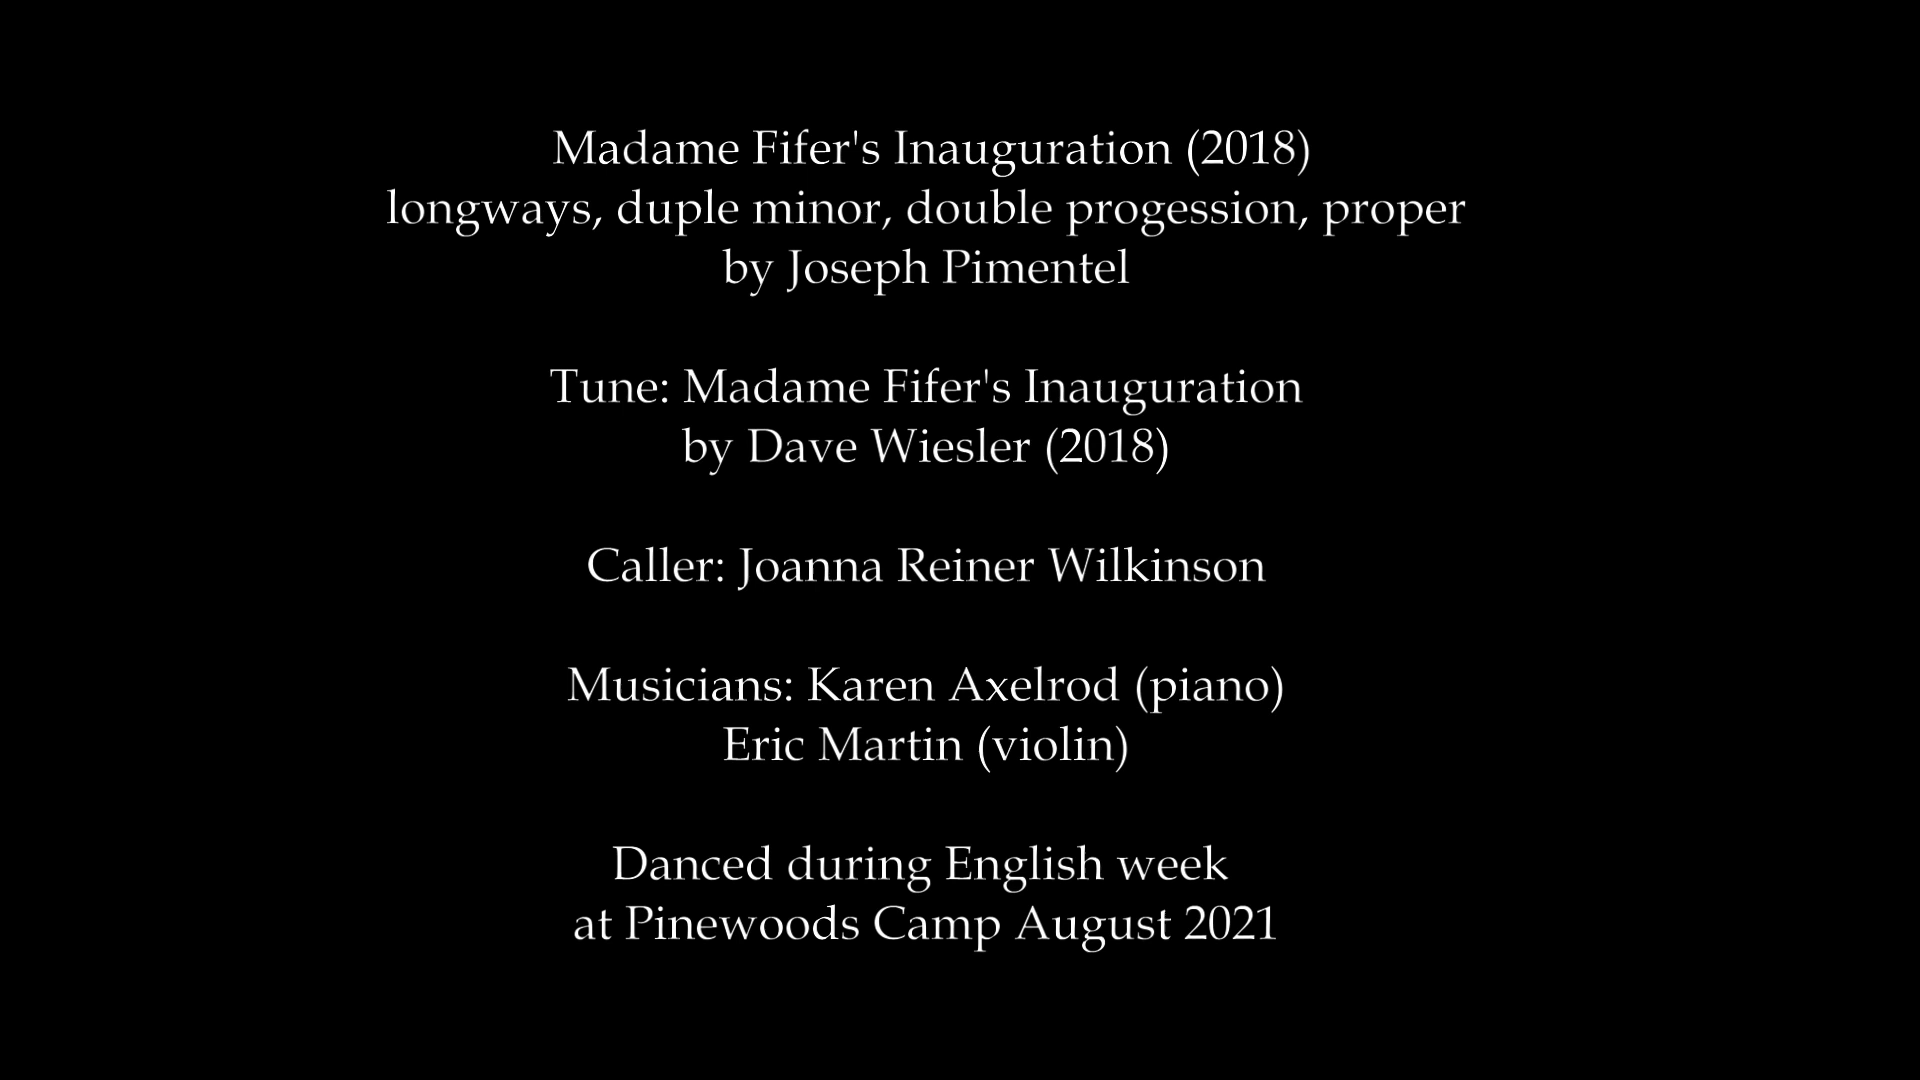 Madame Fifer's Inauguration (2018)
longways, duple minor, double progession, proper
by Joseph Pimentel
Tune: Madame Fifer's Inauguration
by Dave Wiesler (2018)
Caller: Joanna Reiner Wilkinson
Musicians: Karen Axelrod (piano)
Eric Martin (violin)
Danced during English week
at Pinewoods Camp August 2021